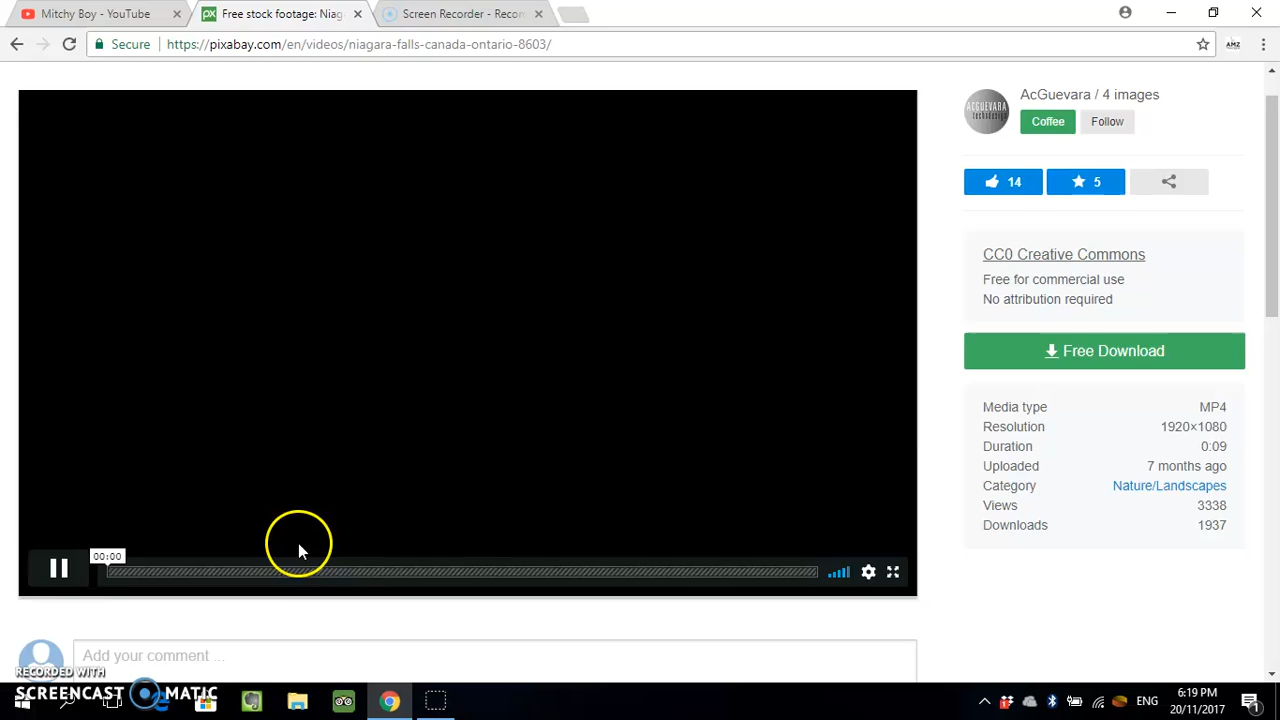 Mitchy Boy - YouTube
Free stock footage: Niag
Screen Recorder - Recor
Secure
https://pixabay.com/en/videos/niagara-falls-canada-ontario-8603/
AMZ
px
ACGUEVARA
AcGuevara / 4 images
Coffee
Follow
14
5
CC0 Creative Commons
Free for commercial use
No attribution required
Free Download
Media type MP4
Resolution 1920×1080
Duration 0:09
Uploaded 7 months ago
Category Nature/Landscapes
Views 3338
Downloads 1937
00:00
Add your comment ...
RECORDED WITH
SCREENCAST MATIC
ENG
6:19 PM
20/11/2017
1